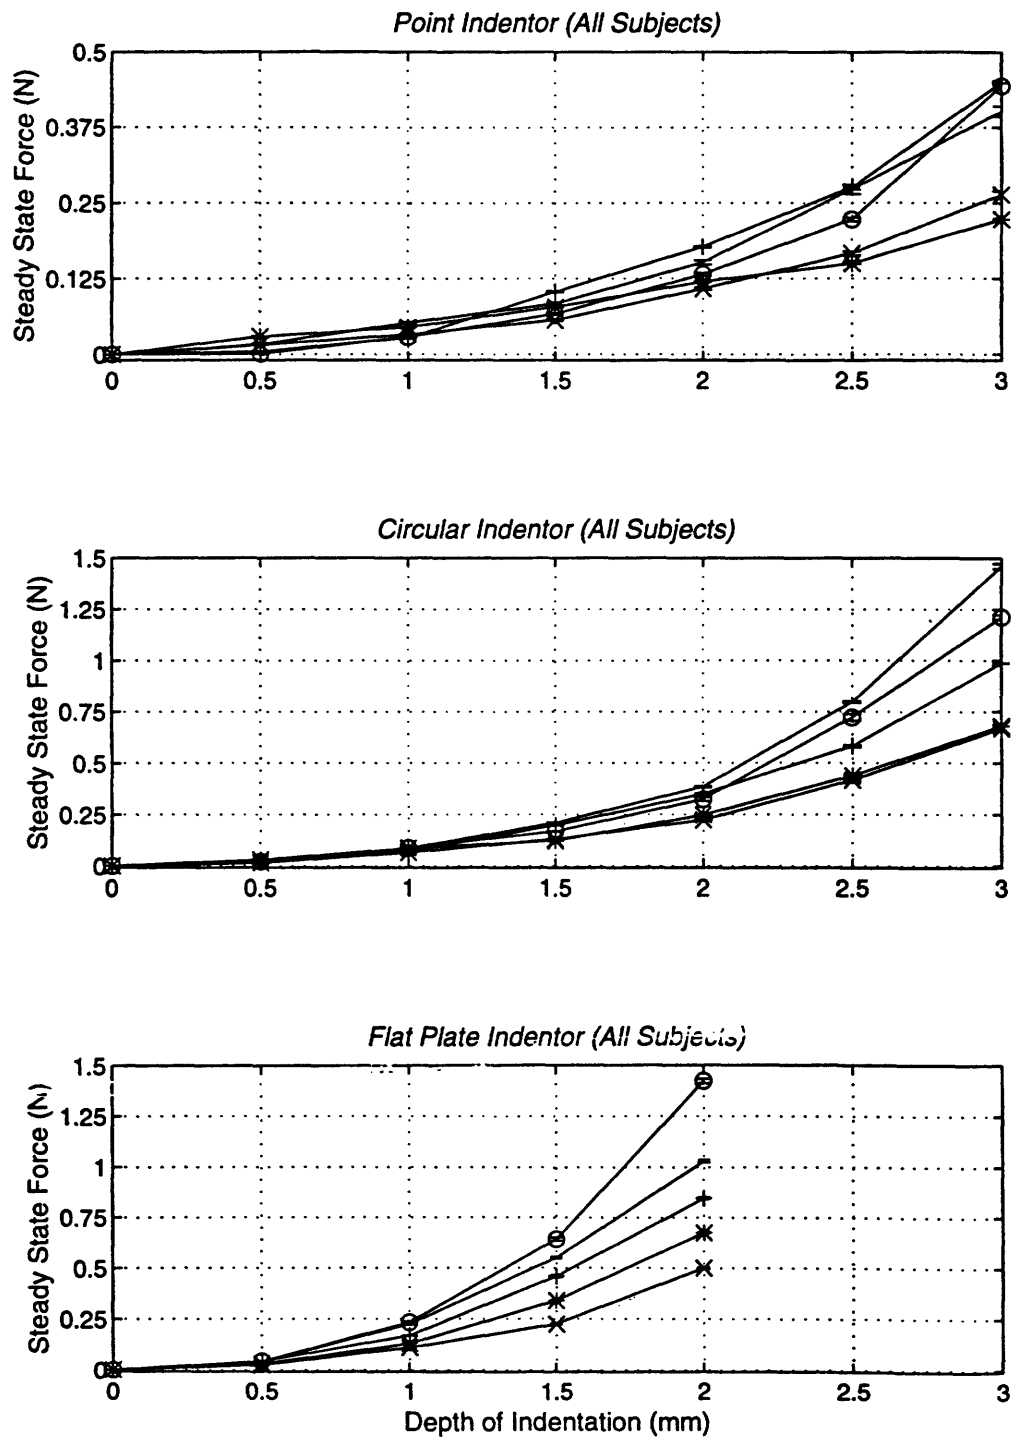 Point Indentor (All Subjects)
Steady State Force (N)
0.5
0.375
0.25
0.125
0
0 0.5 1 1.5 2 2.5 3
Circular Indentor (All Subjects)
Steady State Force (N)
1.5
1.25
1
0.75
0.5
0.25
0
0 0.5 1 1.5 2 2.5 3
Flat Plate Indentor (All Subjects)
Steady State Force (N)
1.5
1.25
1
0.75
0.5
0.25
0
0 0.5 1 1.5 2 2.5 3
Depth of Indentation (mm)